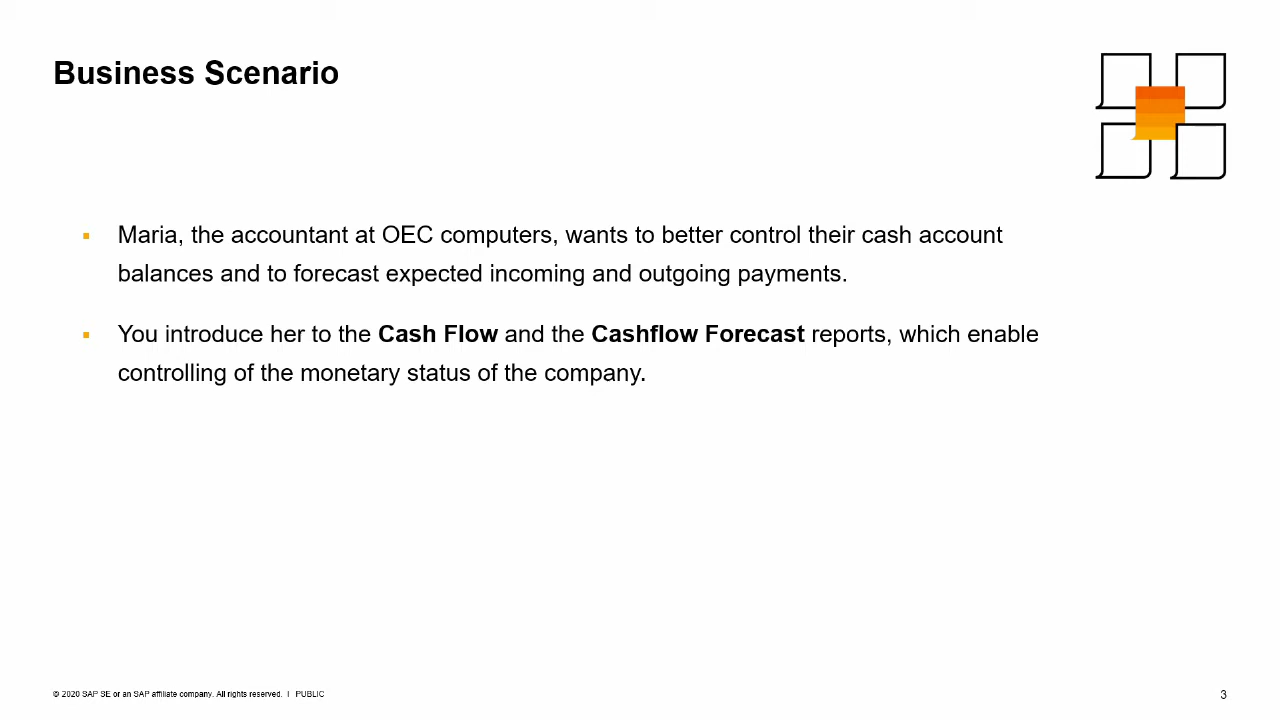 Business Scenario
▪ Maria, the accountant at OEC computers, wants to better control their cash account
balances and to forecast expected incoming and outgoing payments.
▪ You introduce her to the Cash Flow and the Cashflow Forecast reports, which enable
controlling of the monetary status of the company.
© 2020 SAP SE or an SAP affiliate company. All rights reserved. | PUBLIC
3